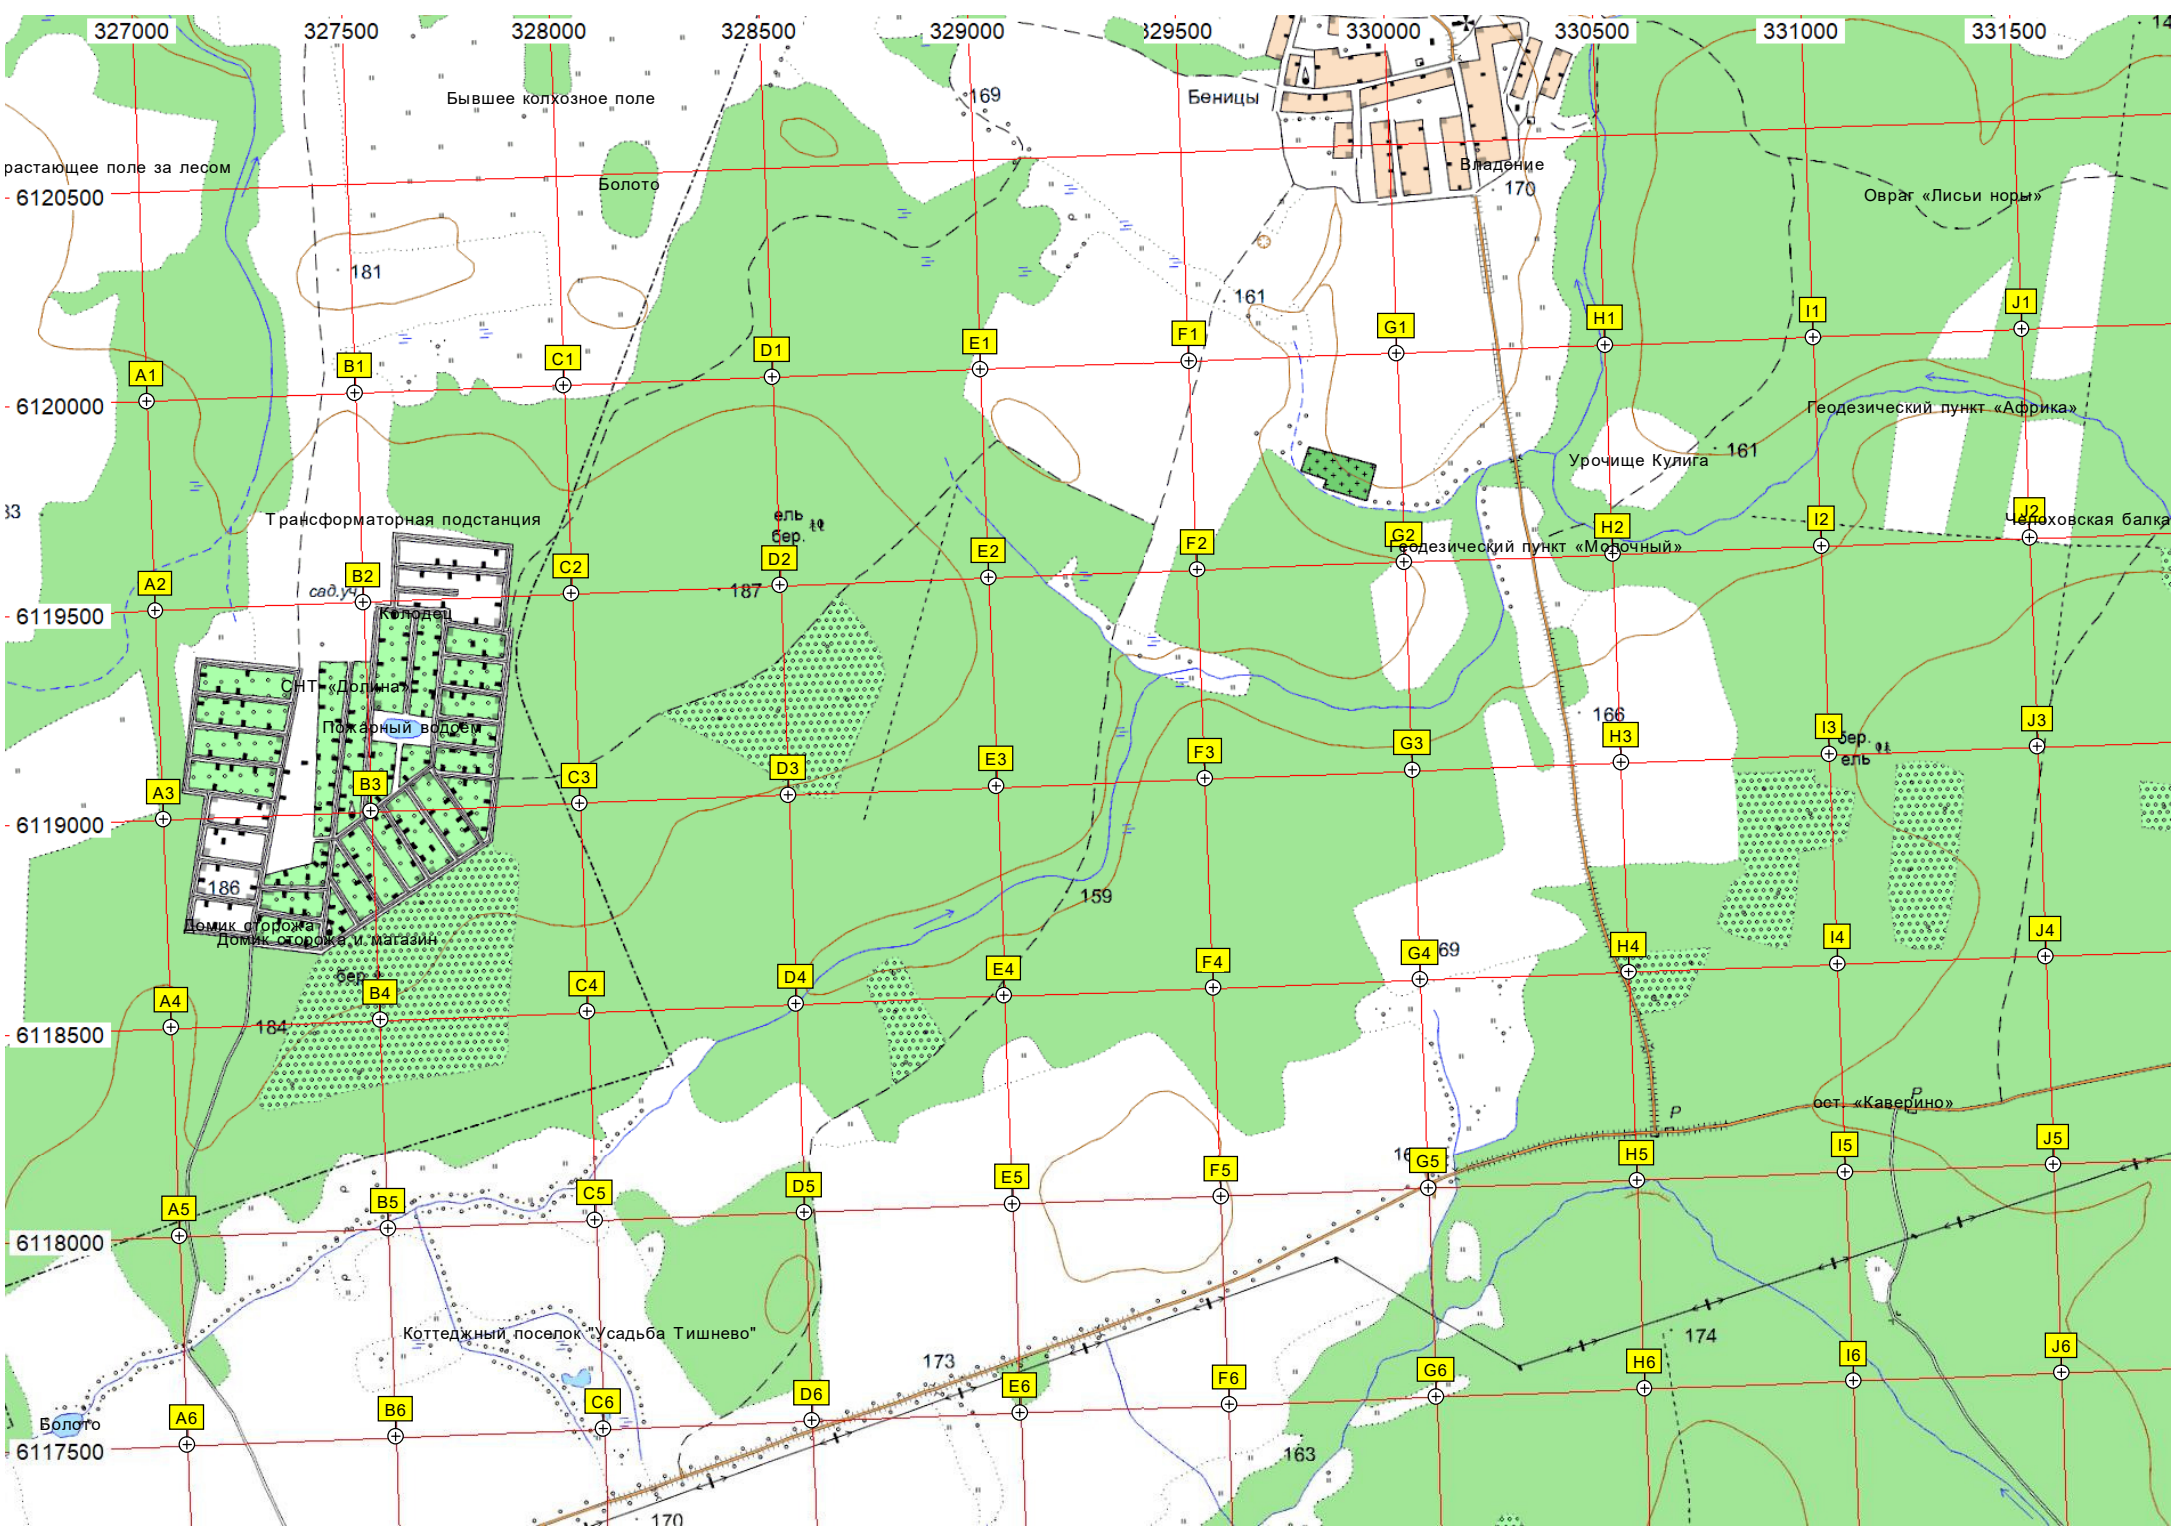 327000 327500 328000 328500 329000 329500 330000 330500 331000 331500
Бывшее колхозное поле
169
Беницы
растающее поле за лесом
Болото
Владение
170
6120500
Овраг «Лисьи норы»
181
161
A1 B1 C1 D1 E1 F1 G1 H1 I1 J1
6120000
Геодезический пункт «Африка»
161
Урочище Кулига
33
Трансформаторная подстанция
ель
бер.
Чепоховская балка
Геодезический пункт «Молочный»
A2 B2 C2 D2 E2 F2 G2 H2 I2 J2
187
сад.уч
6119500
Колодец
СНТ «Долина»
Пожарный водоем
166
бер.
ель
A3 B3 C3 D3 E3 F3 G3 H3 I3 J3
6119000
186
159
Домик сторожа
Домик сторожа и магазин
69
бер.
A4 B4 C4 D4 E4 F4 G4 H4 I4 J4
184
6118500
Р
Р
ост. «Каверино»
16
A5 B5 C5 D5 E5 F5 G5 H5 I5 J5
6118000
Коттеджный поселок "Усадьба Тишнево"
174
173
A6 B6 C6 D6 E6 F6 G6 H6 I6 J6
Болото
6117500
163
170